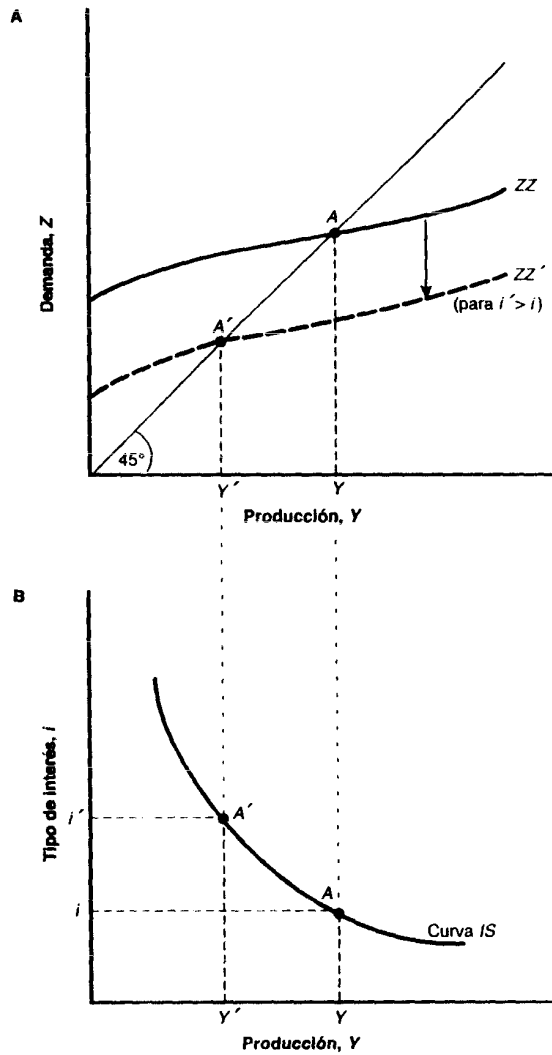 A
Demanda, Z
ZZ
A
ZZ´
(para i´> i)
A´
45°
Y´
Y
Producción, Y
B
Tipo de interés, i
i´
A´
A
i
Curva IS
Y´
Y
Producción, Y